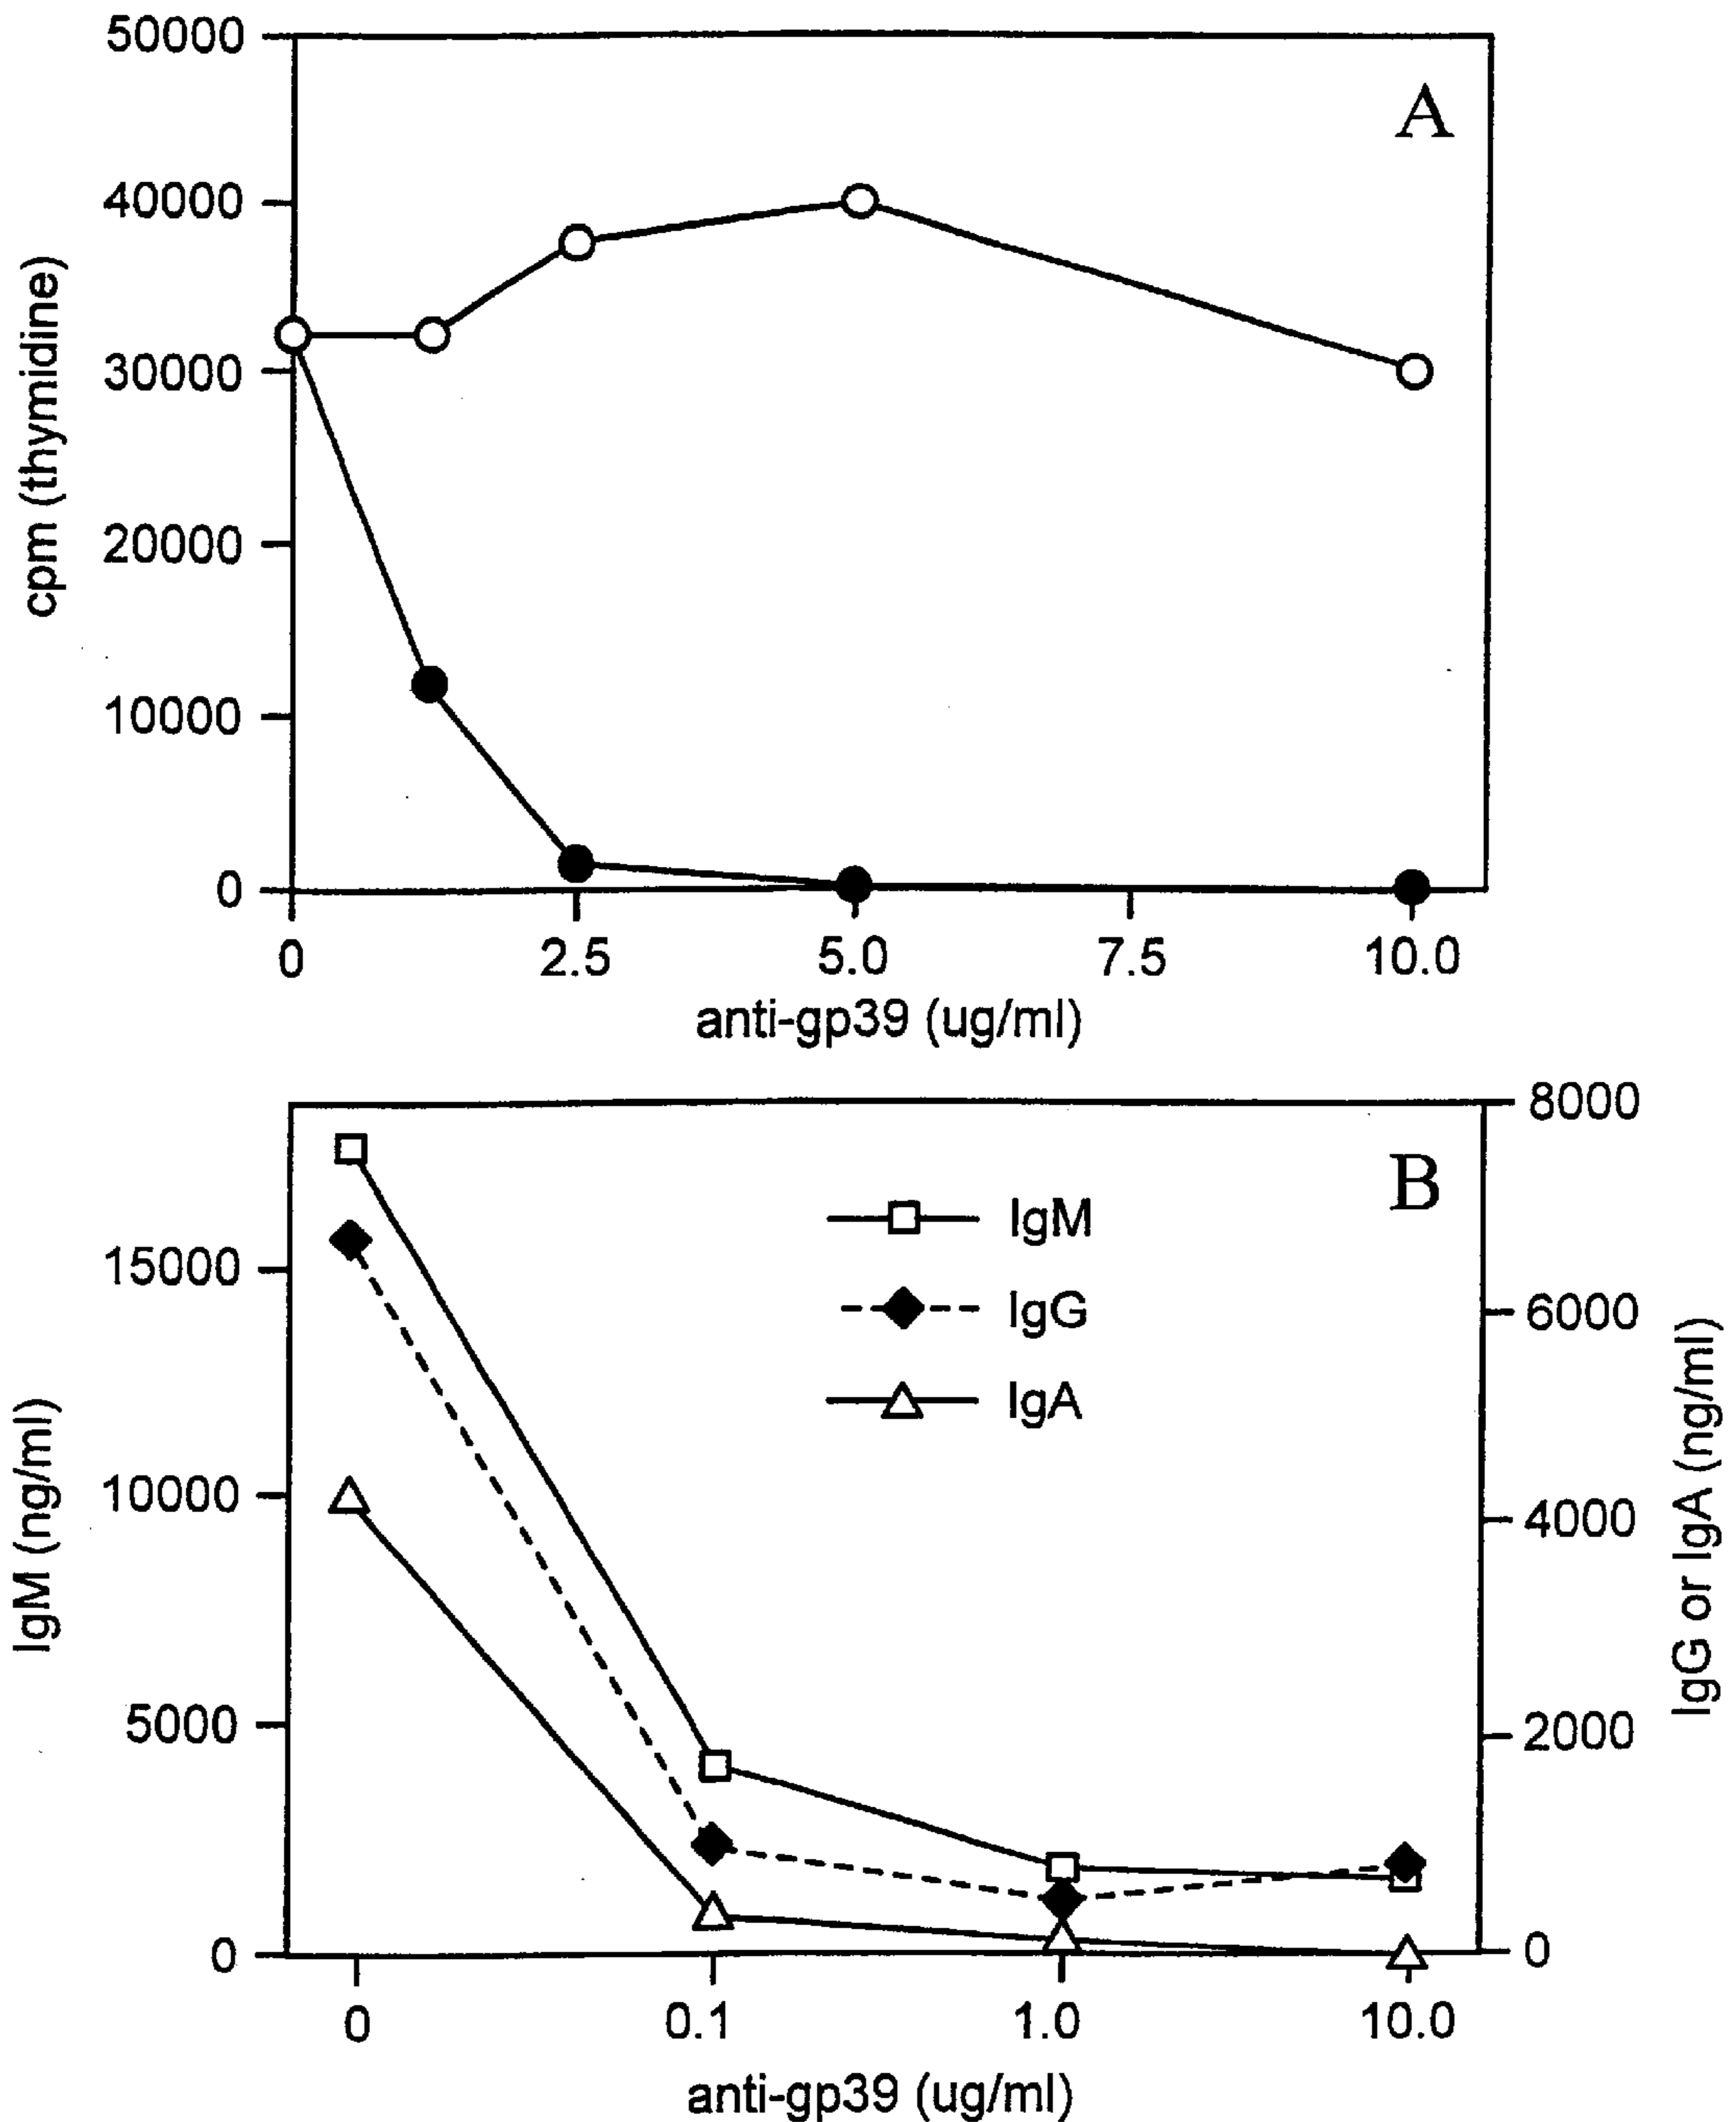 50000
A
40000
30000
20000
10000
0
cpm (thymidine)
0 2.5 5.0 7.5 10.0
anti-gp39 (ug/ml)
8000
B
IgM
15000
IgG
6000
IgA
10000
4000
5000
2000
0
0
IgM (ng/ml)
IgG or IgA (ng/ml)
0 0.1 1.0 10.0
anti-gp39 (ug/ml)